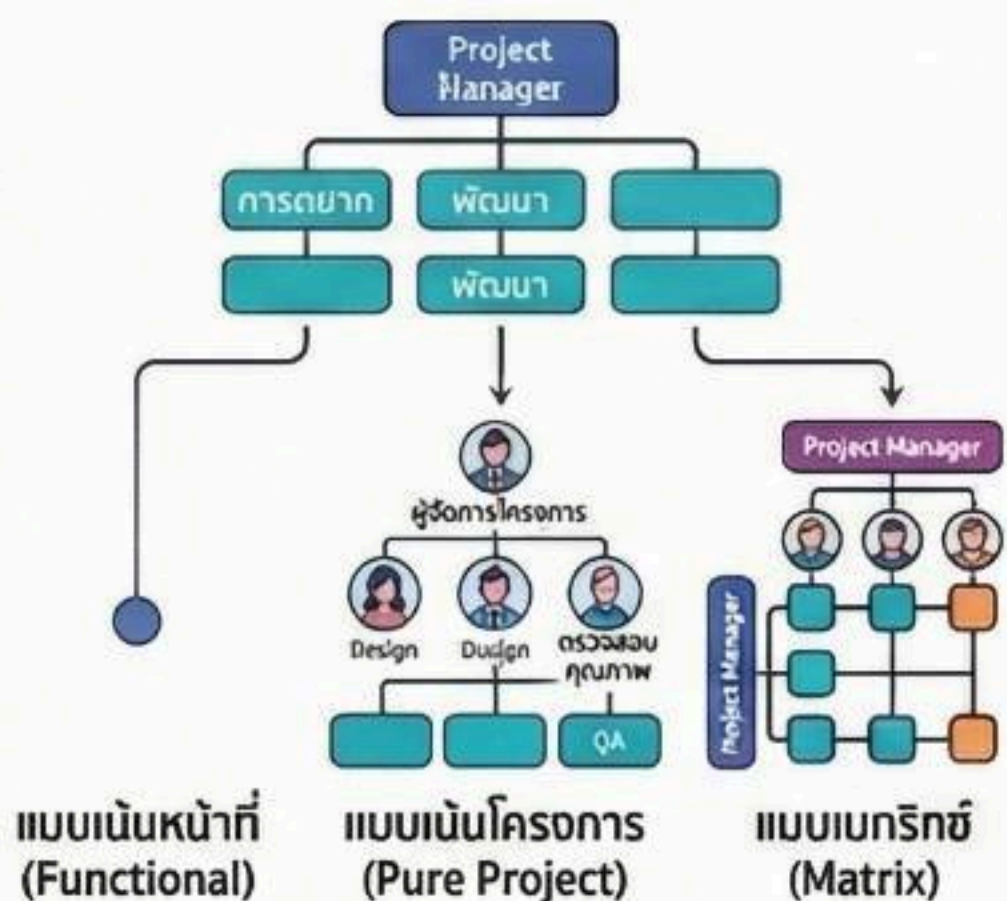 Project
Manager
การตยาก
พัฒนา
พัฒนา
Project Manager
ผู้จัดการโครงการ
Design
ตรวจสอบ
คุณภาพ
Project Manager
QA
แบบเน้นหน้าที่
(Functional)
แบบเน้นโครงการ
(Pure Project)
แบบเมทริกซ์
(Matrix)